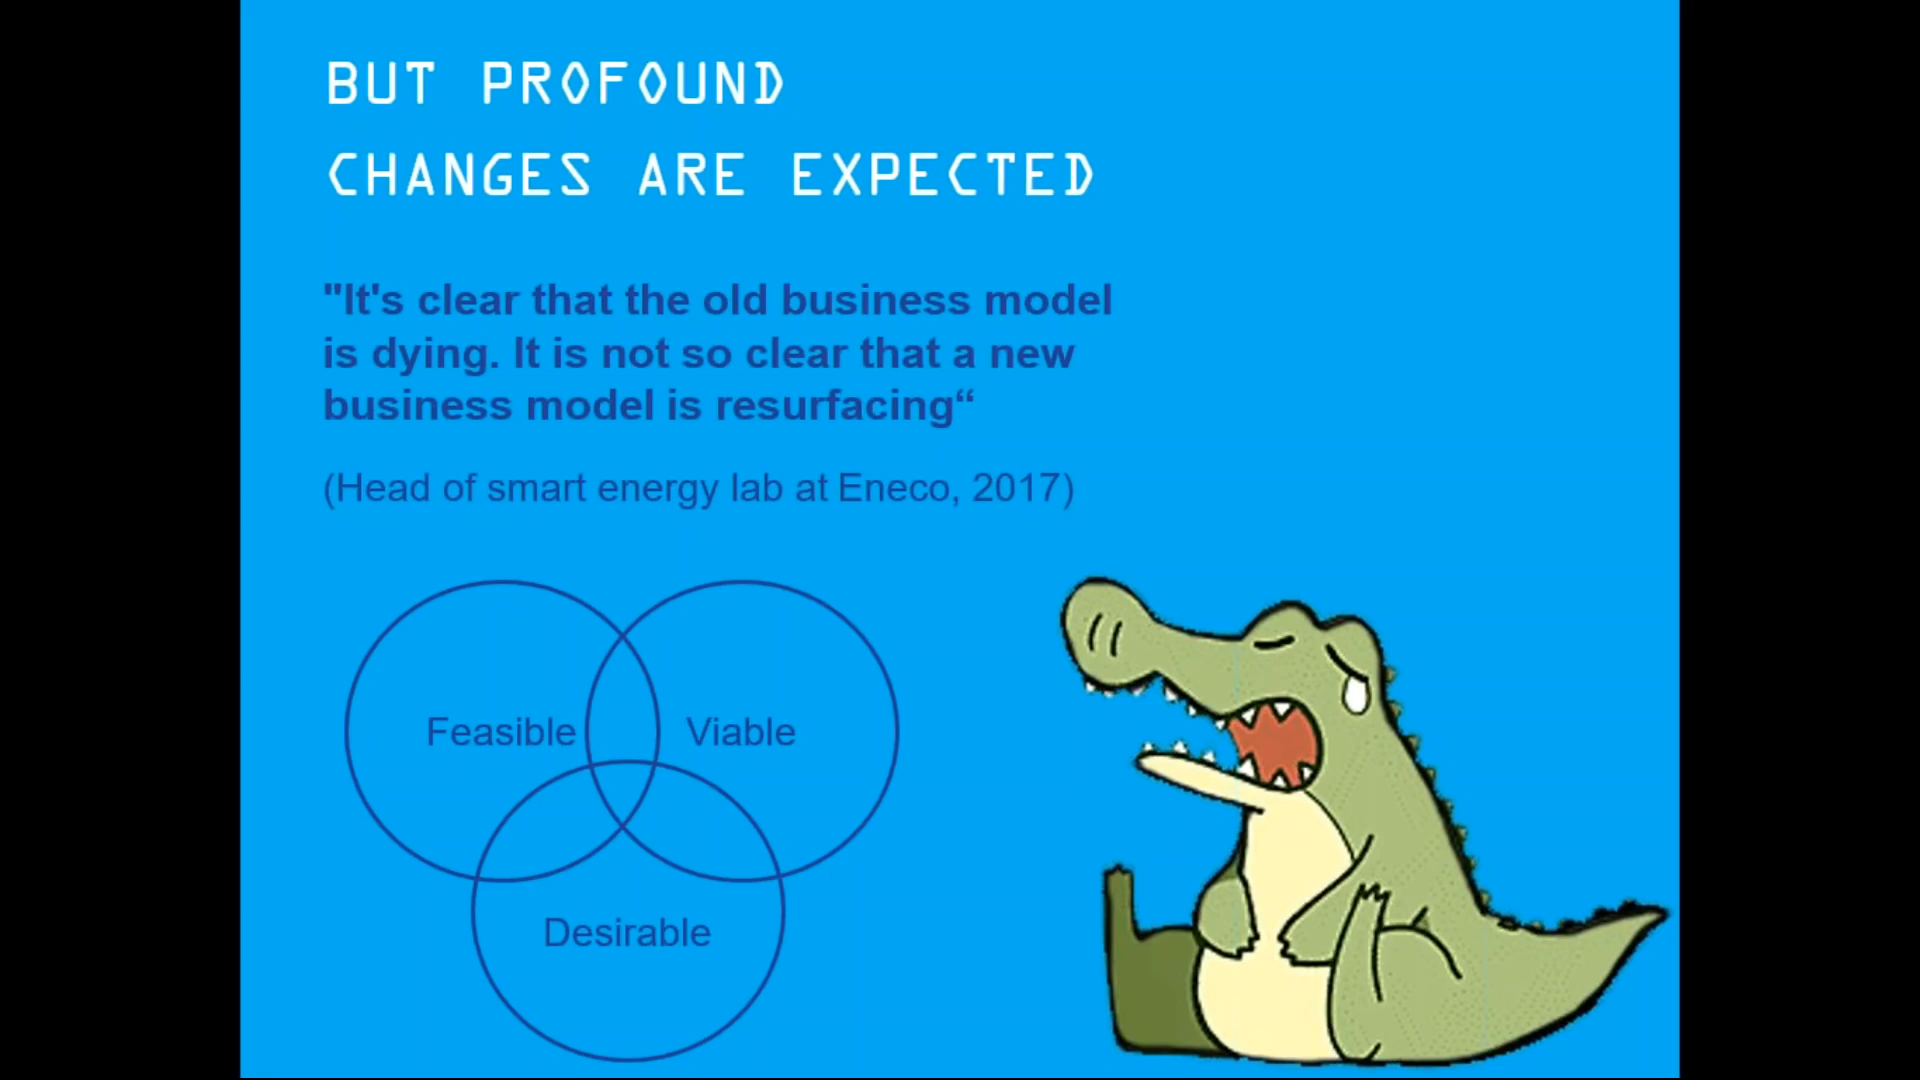 BUT PROFOUND
CHANGES ARE EXPECTED
"It's clear that the old business model
is dying. It is not so clear that a new
business model is resurfacing“
(Head of smart energy lab at Eneco, 2017)
Feasible
Viable
Desirable